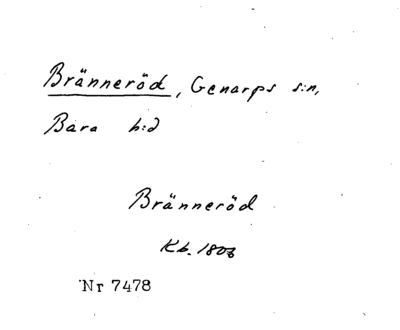 Bränneröd, Genarps s:n,
Bara h:d
Bränneröd
Kb. 1808
Nr 7478